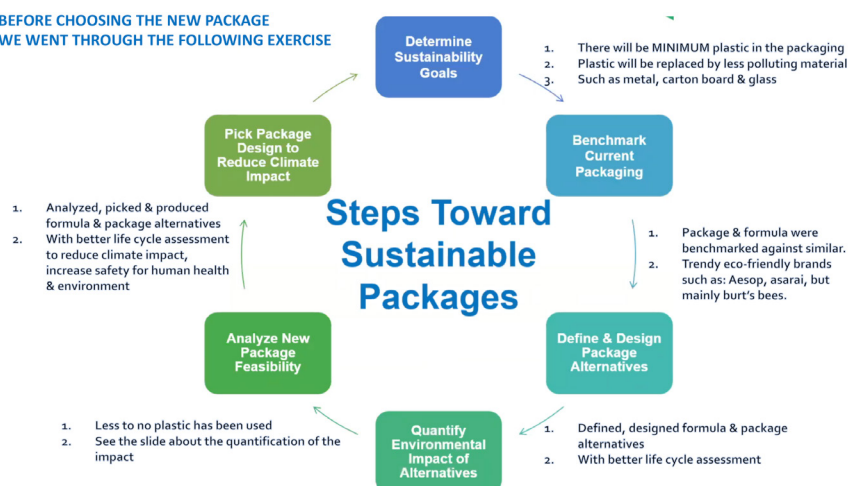 BEFORE CHOOSING THE NEW PACKAGE
WE WENT THROUGH THE FOLLOWING EXERCISE
Determine
Sustainability
Goals
1. There will be MINIMUM plastic in the packaging
2. Plastic will be replaced by less polluting material
3. Such as metal, carton board & glass
Benchmark
Current
Packaging
1. Package & formula were
benchmarked against similar.
2. Trendy eco-friendly brands
such as: Aesop, asarai, but
mainly burt's bees.
Define & Design
Package
Alternatives
1. Defined, designed formula & package
alternatives
2. With better life cycle assessment
Quantify
Environmental
Impact of
Alternatives
1. Less to no plastic has been used
2. See the slide about the quantification of the
impact
Analyze New
Package
Feasibility
1. Analyzed, picked & produced
formula & package alternatives
2. With better life cycle assessment
to reduce climate impact,
increase safety for human health
& environment
Pick Package
Design to
Reduce Climate
Impact
Steps Toward
Sustainable
Packages